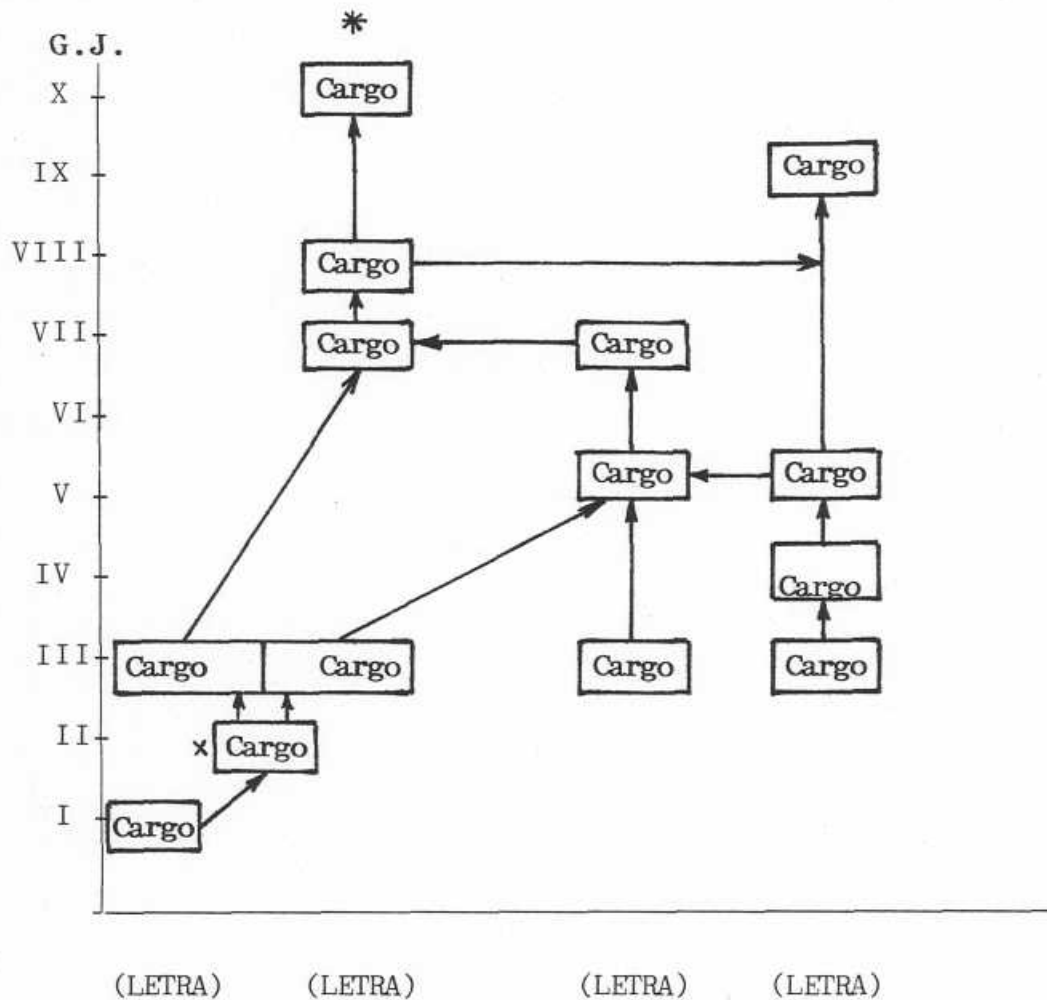 *
G.J.
X Cargo
IX Cargo
VIII Cargo
VII Cargo Cargo
VI
V Cargo Cargo
IV Cargo
III Cargo Cargo Cargo Cargo
II x Cargo
I Cargo
(LETRA) (LETRA) (LETRA) (LETRA)